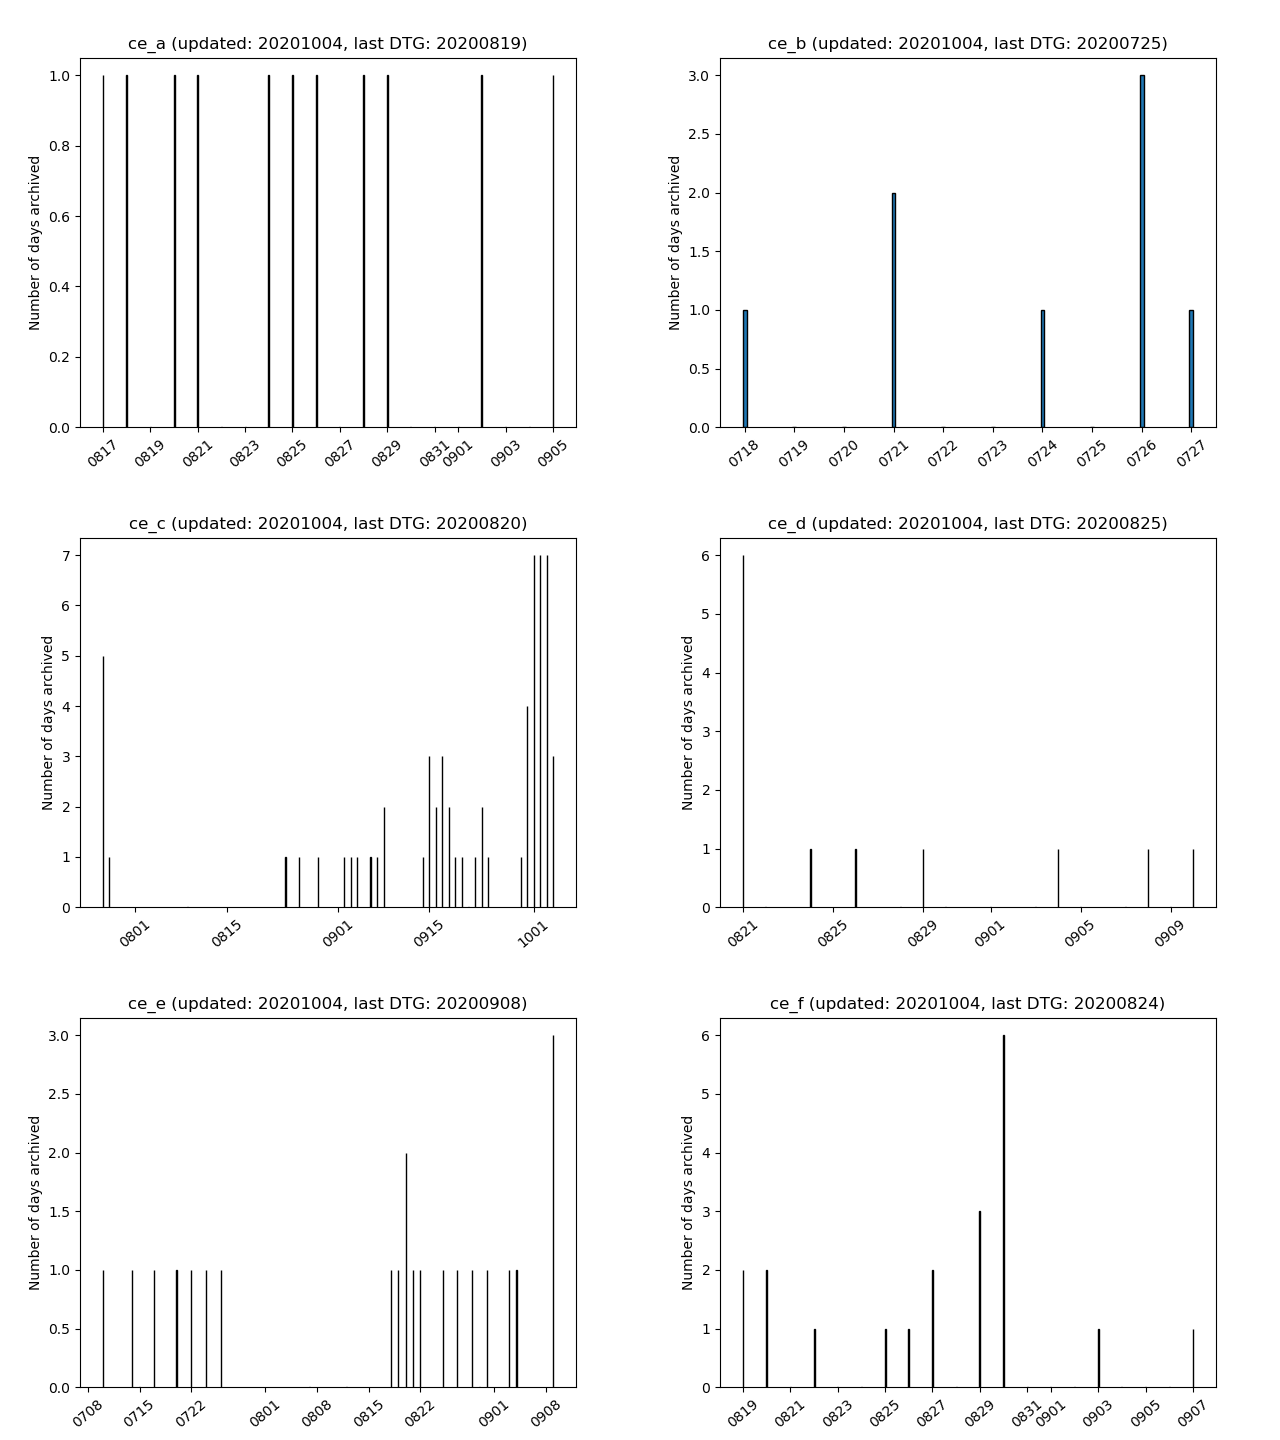 ce_a (updated: 20201004, last DTG: 20200819)
Number of days archived
1.0
0.8
0.6
0.4
0.2
0.0
0817 0819 0821 0823 0825 0827 0829 0831 0901 0903 0905
ce_b (updated: 20201004, last DTG: 20200725)
Number of days archived
3.0
2.5
2.0
1.5
1.0
0.5
0.0
0718 0719 0720 0721 0722 0723 0724 0725 0726 0727
ce_c (updated: 20201004, last DTG: 20200820)
Number of days archived
7
6
5
4
3
2
1
0
0801 0815 0901 0915 1001
ce_d (updated: 20201004, last DTG: 20200825)
Number of days archived
6
5
4
3
2
1
0
0821 0825 0829 0901 0905 0909
ce_e (updated: 20201004, last DTG: 20200908)
Number of days archived
3.0
2.5
2.0
1.5
1.0
0.5
0.0
0708 0715 0722 0801 0808 0815 0822 0901 0908
ce_f (updated: 20201004, last DTG: 20200824)
Number of days archived
6
5
4
3
2
1
0
0819 0821 0823 0825 0827 0829 0831 0901 0903 0905 0907